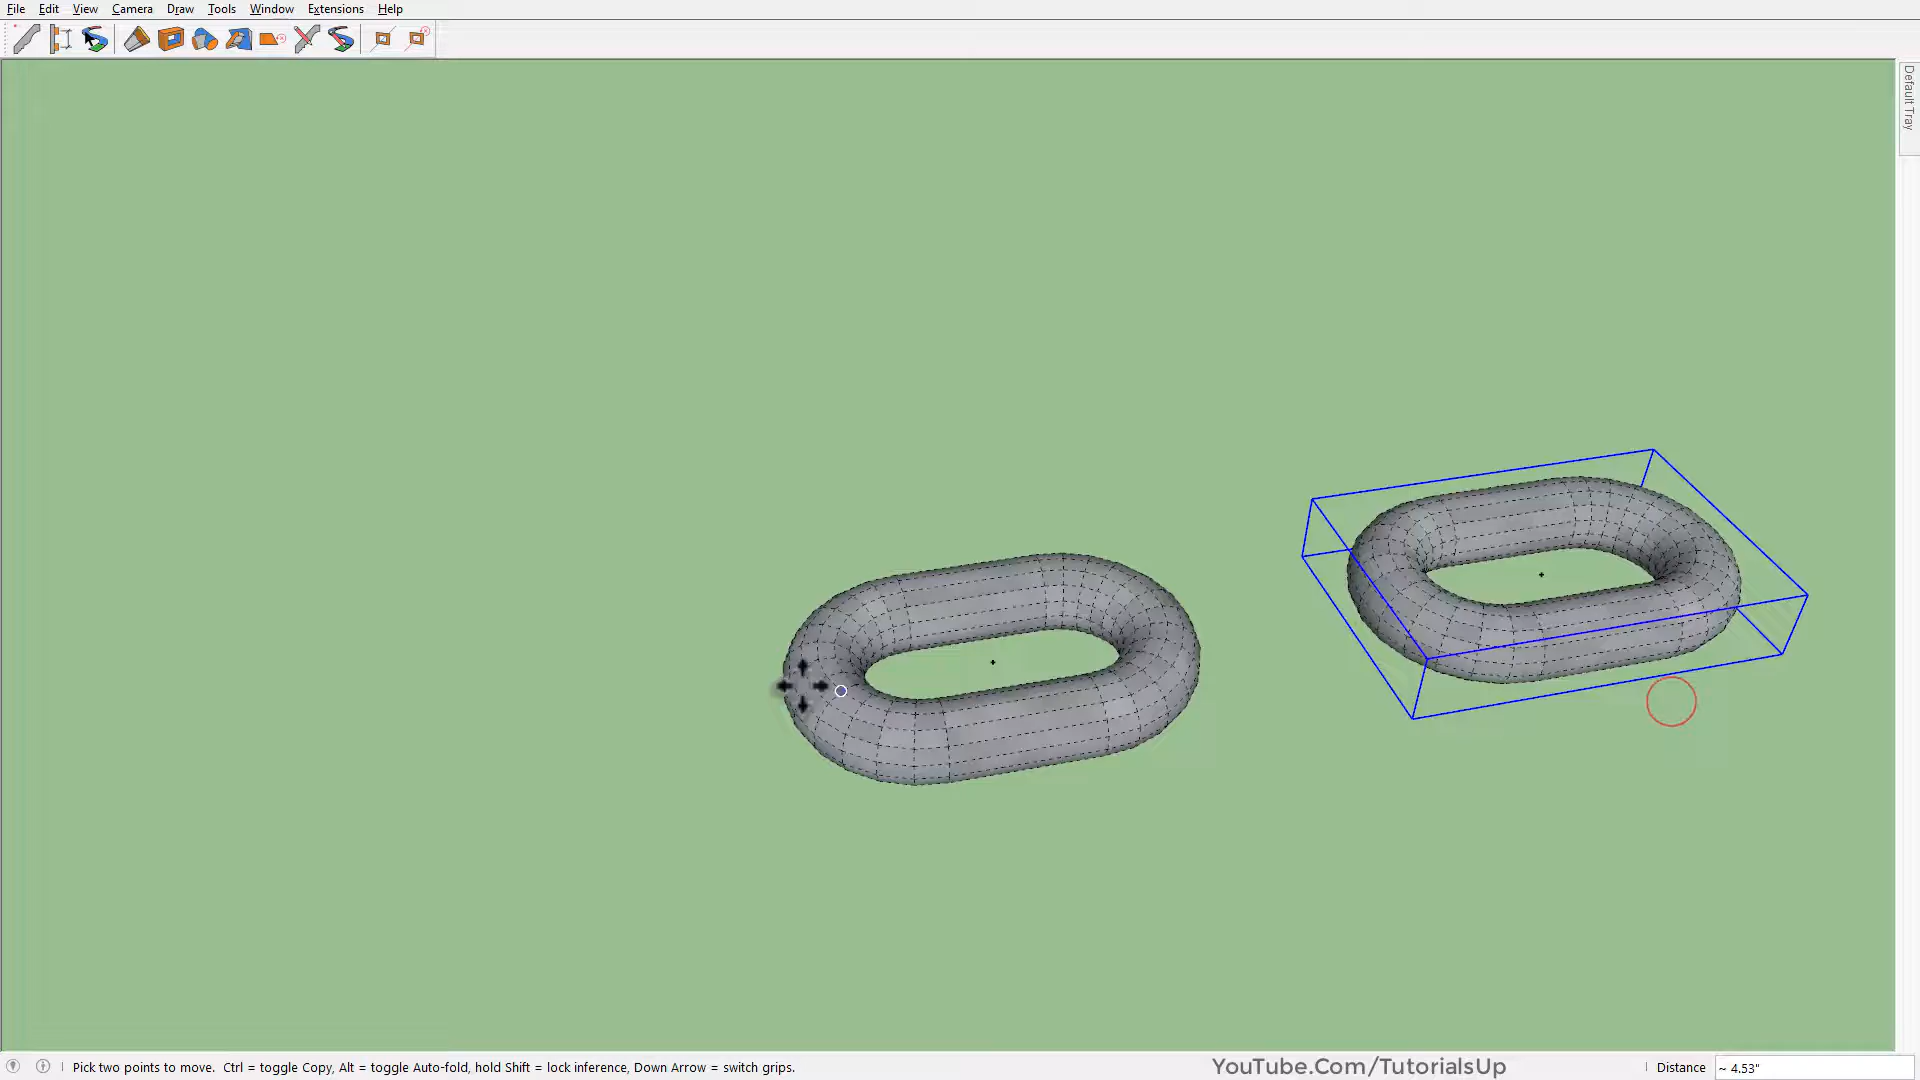 File Edit View Camera Draw Tools Window Extensions Help
Default Tray
Pick two points to move. Ctrl = toggle Copy, Alt = toggle Auto-fold, hold Shift = lock inference, Down Arrow = switch grips.
YouTube.Com/TutorialsUp
Distance ~ 4.53"